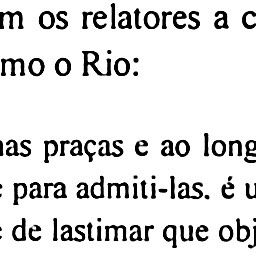 m os relatores a c
mo o Rio:
nas praças e ao long
e para admiti-las. é u
e de lastimar que obj